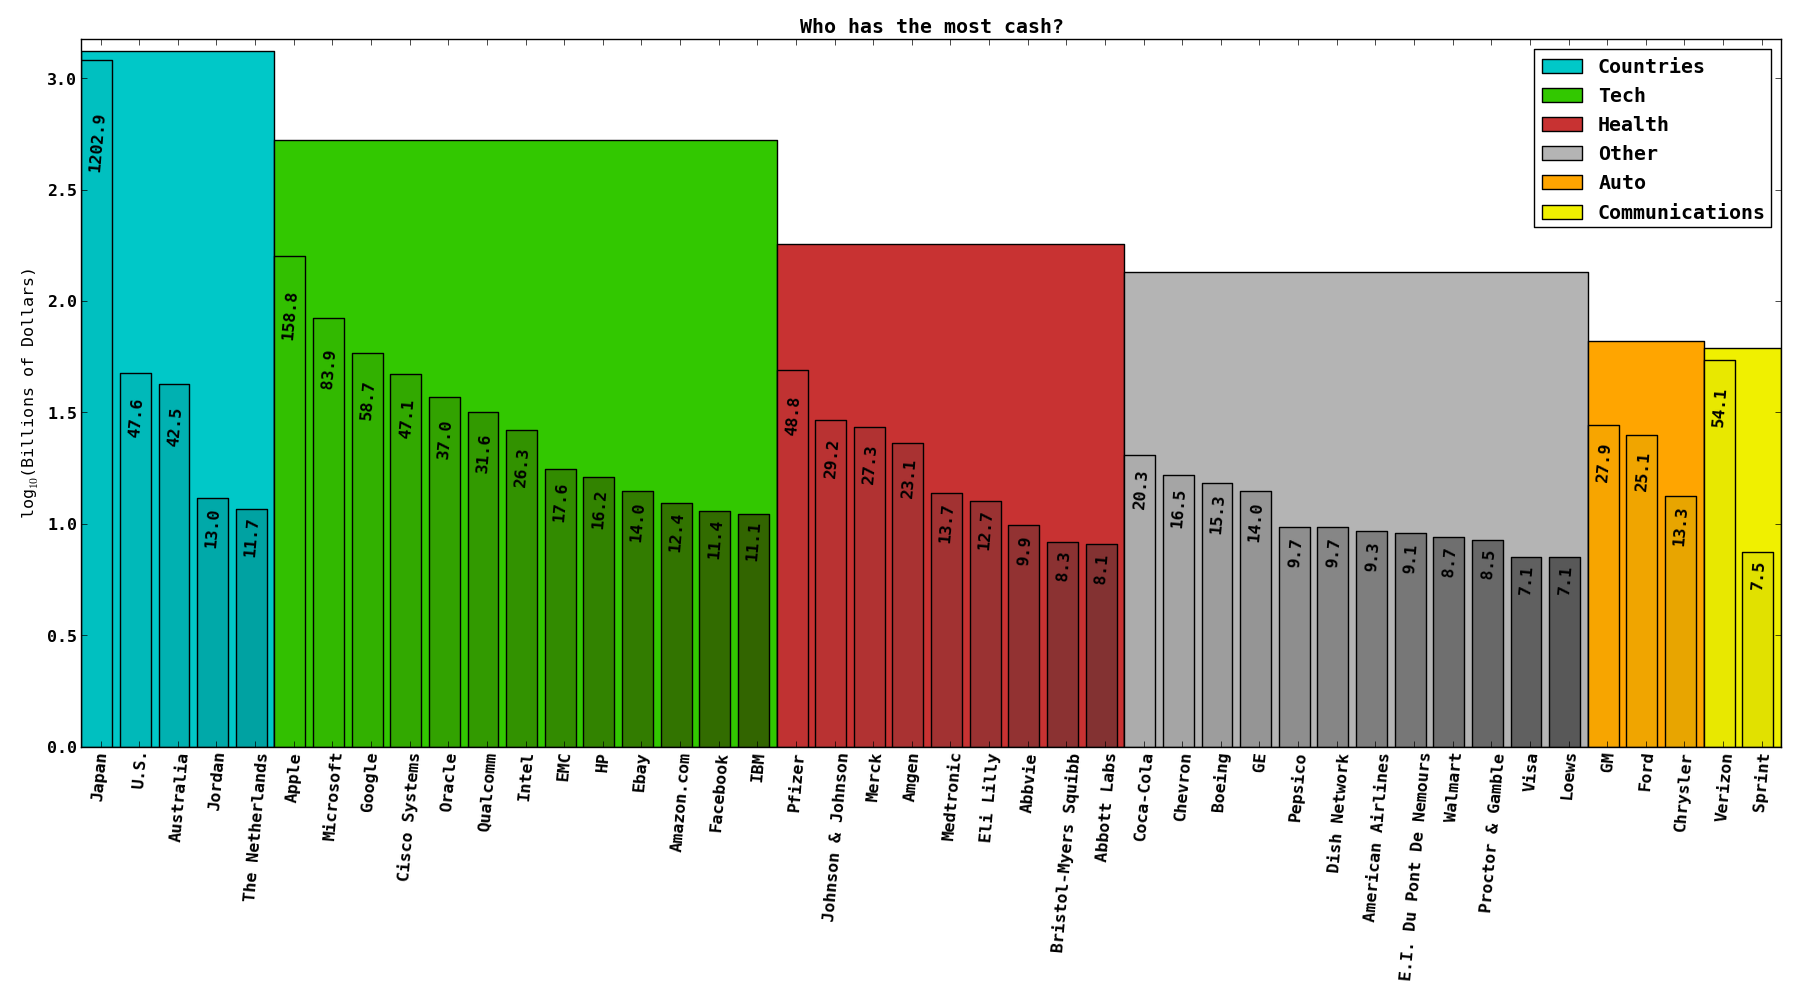 Who has the most cash?
Countries
Tech
Health
Other
Auto
Communications
log10(Billions of Dollars)
3.0
2.5
2.0
1.5
1.0
0.5
0.0
1202.9
47.6
42.5
13.0
11.7
158.8
83.9
58.7
47.1
37.0
31.6
26.3
17.6
16.2
14.0
12.4
11.4
11.1
48.8
29.2
27.3
23.1
13.7
12.7
9.9
8.3
8.1
20.3
16.5
15.3
14.0
9.7
9.7
9.3
9.1
8.7
8.5
7.1
7.1
27.9
25.1
13.3
54.1
7.5
Japan
U.S.
Australia
Jordan
The Netherlands
Apple
Microsoft
Google
Cisco Systems
Oracle
Qualcomm
Intel
EMC
HP
Ebay
Amazon.com
Facebook
IBM
Pfizer
Johnson & Johnson
Merck
Amgen
Medtronic
Eli Lilly
Abbvie
Bristol-Myers Squibb
Abbott Labs
Coca-Cola
Chevron
Boeing
GE
Pepsico
Dish Network
American Airlines
E.I. Du Pont De Nemours
Walmart
Proctor & Gamble
Visa
Loews
GM
Ford
Chrysler
Verizon
Sprint